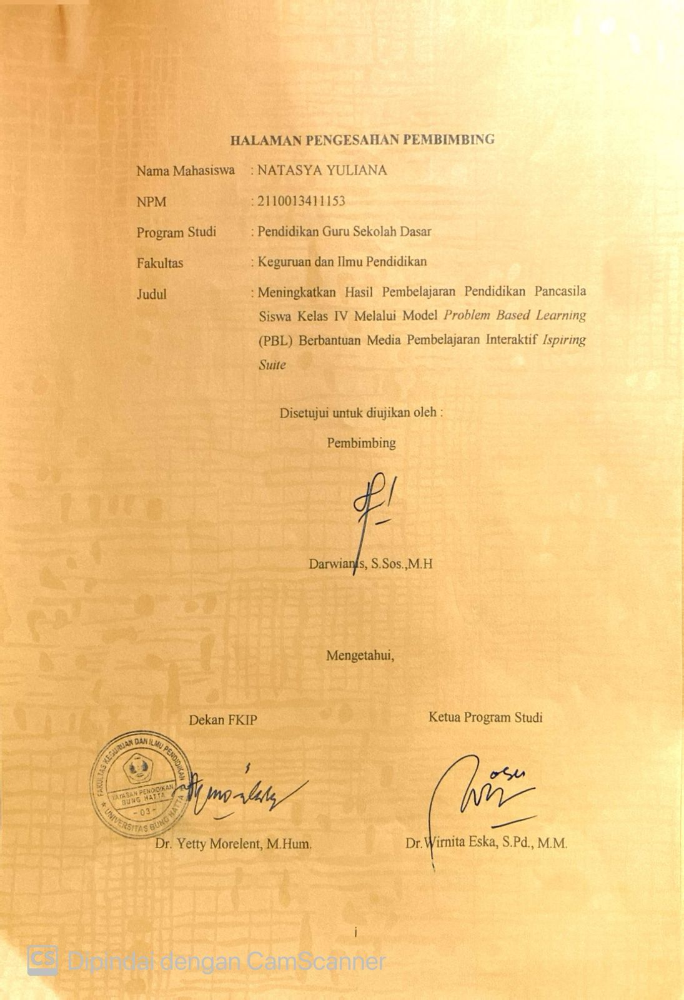 HALAMAN PENGESAHAN PEMBIMBING
Nama Mahasiswa : NATASYA YULIANA
NPM : 2110013411153
Program Studi : Pendidikan Guru Sekolah Dasar
Fakultas : Keguruan dan Ilmu Pendidikan
Judul : Meningkatkan Hasil Pembelajaran Pendidikan Pancasila
Siswa Kelas IV Melalui Model Problem Based Learning
(PBL) Berbantuan Media Pembelajaran Interaktif Ispiring
Suite
Disetujui untuk diujikan oleh :
Pembimbing
Darwianis, S.Sos.,M.H
Mengetahui,
Dekan FKIP
Ketua Program Studi
FAKULTAS KEGURUAN DAN ILMU PENDIDIKAN
YAYASAN PENDIDIKAN
BUNG HATTA
- 03 -
UNIVERSITAS BUNG HATTA
Dr. Yetty Morelent, M.Hum.
Dr.Wirnita Eska, S.Pd., M.M.
i
CS Dipindai dengan CamScanner